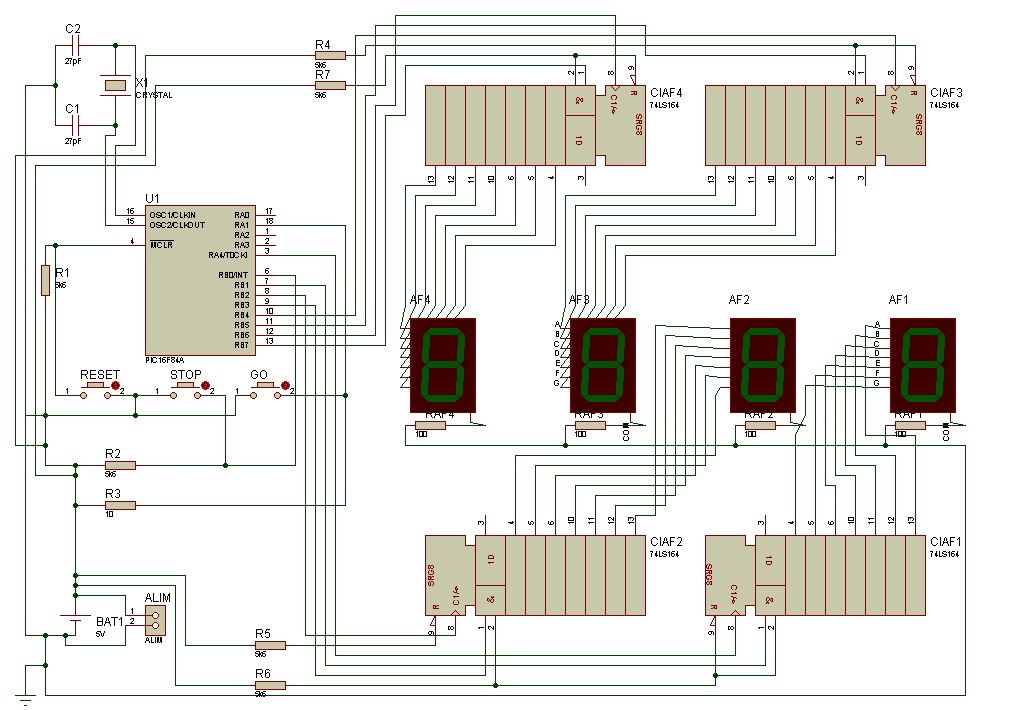 C2
27pF
X1
CRYSTAL
C1
27pF
R4
5k6
R7
5k6
2 1 8 9
& C1/→ R
SRG8
1D
CIAF4
74LS164
13 12 11 10 6 5 4 3
2 1 8 9
& C1/→ R
SRG8
1D
CIAF3
74LS164
13 12 11 10 6 5 4 3
U1
16 OSC1/CLKIN RA0 17
15 OSC2/CLKOUT RA1 18
RA2 1
4 MCLR RA3 2
RA4/T0CKI 3
RB0/INT 6
RB1 7
RB2 8
RB3 9
RB4 10
RB5 11
RB6 12
RB7 13
PIC16F84A
R1
5k6
RESET
1 2
STOP
1 2
GO
1 2
AF4
AF3
A
B
C
D
E
F
G
AF2
AF1
A
B
C
D
E
F
G
RAF4
100
RAF3
100
COM
RAF2
100
RAF1
COM
R2
5k6
R3
10
3 4 5 6 10 11 12 13
CIAF2
74LS164
SRG8
1D
R C1/→ &
9 8 1 2
3 4 5 6 10 11 12 13
CIAF1
74LS164
SRG8
1D
R C1/→ &
9 8 1 2
BAT1
5V
ALIM
1
2
ALIM
R5
5k6
R6
5k6